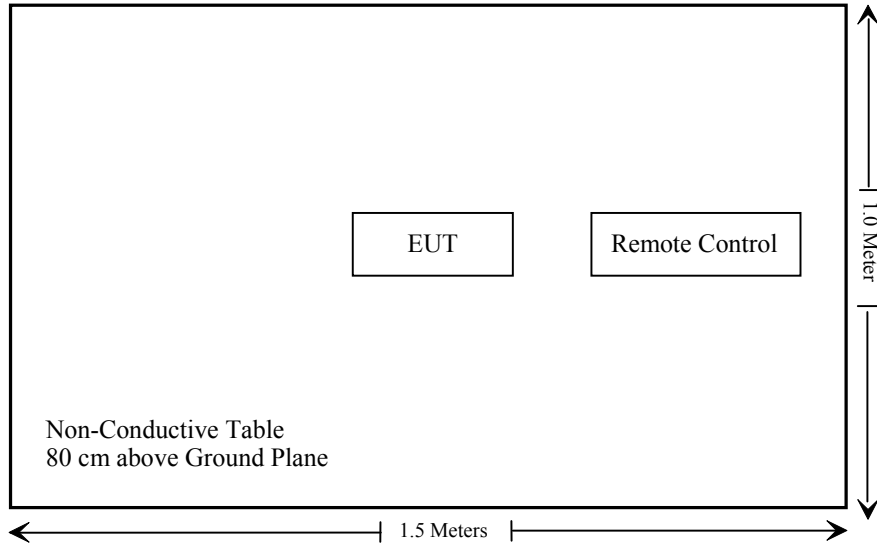 EUT
Remote Control
1.0 Meter
Non-Conductive Table
80 cm above Ground Plane
1.5 Meters